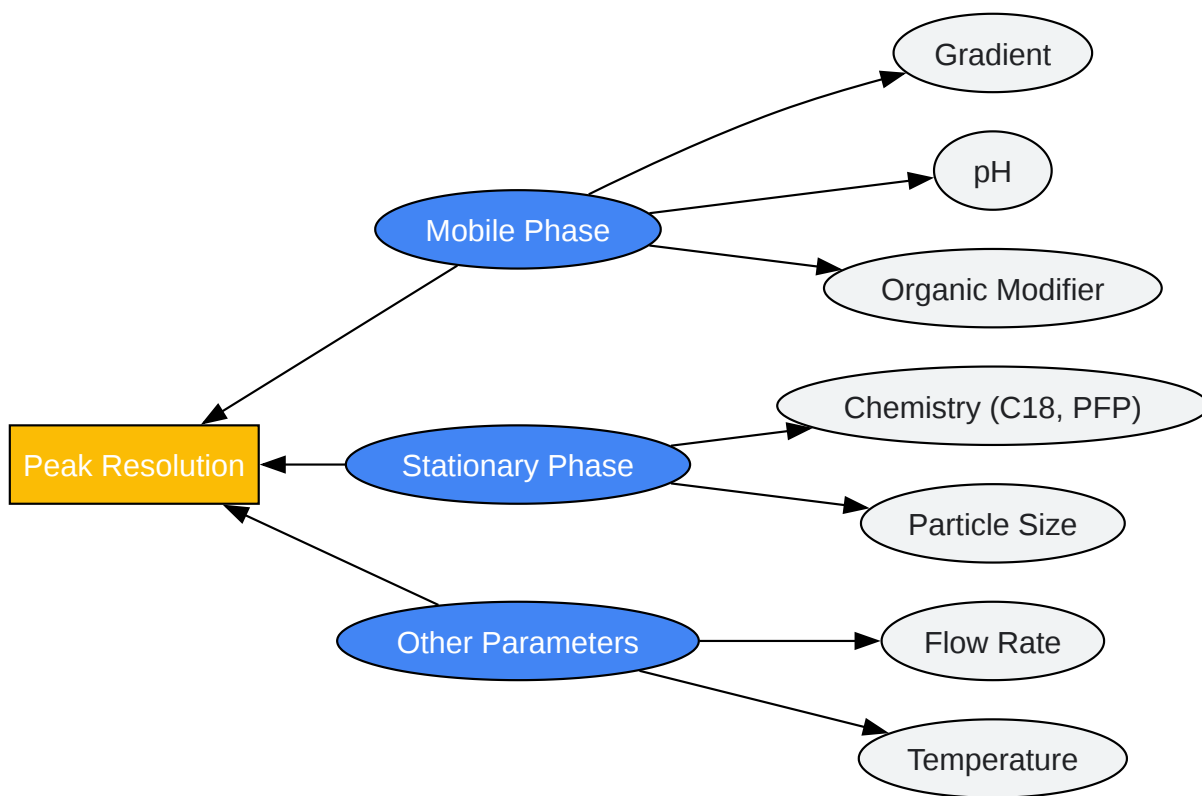 Gradient
pH
Mobile Phase
Organic Modifier
Chemistry (C18, PFP)
Peak Resolution
Stationary Phase
Particle Size
Other Parameters
Flow Rate
Temperature